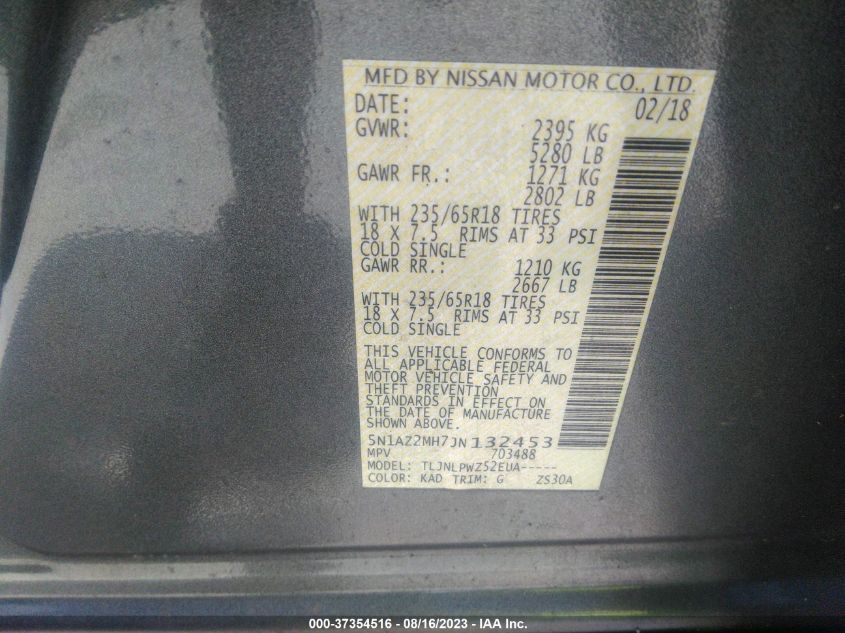 MFD BY NISSAN MOTOR CO., LTD.
DATE: 02/18
GVWR: 2395 KG
5280 LB
GAWR FR.: 1271 KG
2802 LB
WITH 235/65R18 TIRES
18 X 7.5 RIMS AT 33 PSI
COLD SINGLE
GAWR RR.: 1210 KG
2667 LB
WITH 235/65R18 TIRES
18 X 7.5 RIMS AT 33 PSI
COLD SINGLE
THIS VEHICLE CONFORMS TO
ALL APPLICABLE FEDERAL
MOTOR VEHICLE SAFETY AND
THEFT PREVENTION
STANDARDS IN EFFECT ON
THE DATE OF MANUFACTURE
SHOWN ABOVE.
5N1AZ2MH7JN132453
MPV 703488
MODEL: TLJNLPWZ52EUA-----
COLOR: KAD TRIM: G ZS30A
000-37354516 - 08/16/2023 - IAA Inc.